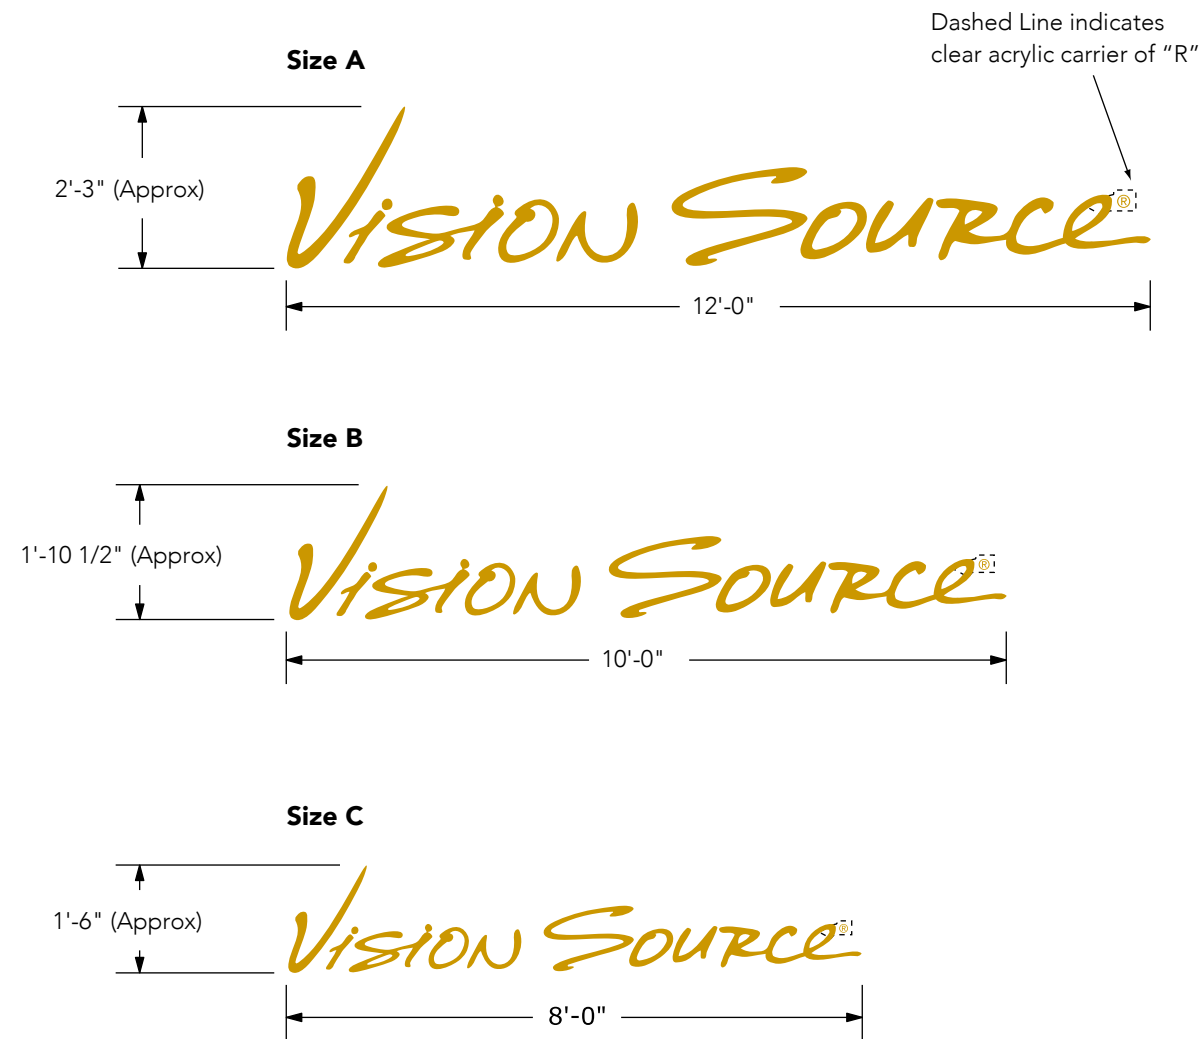 Dashed Line indicates
clear acrylic carrier of “R”
Size A
2'-3" (Approx)
Vision Source®
12'-0"
Size B
1'-10 1/2" (Approx)
Vision Source®
10'-0"
Size C
1'-6" (Approx)
Vision Source®
8'-0"